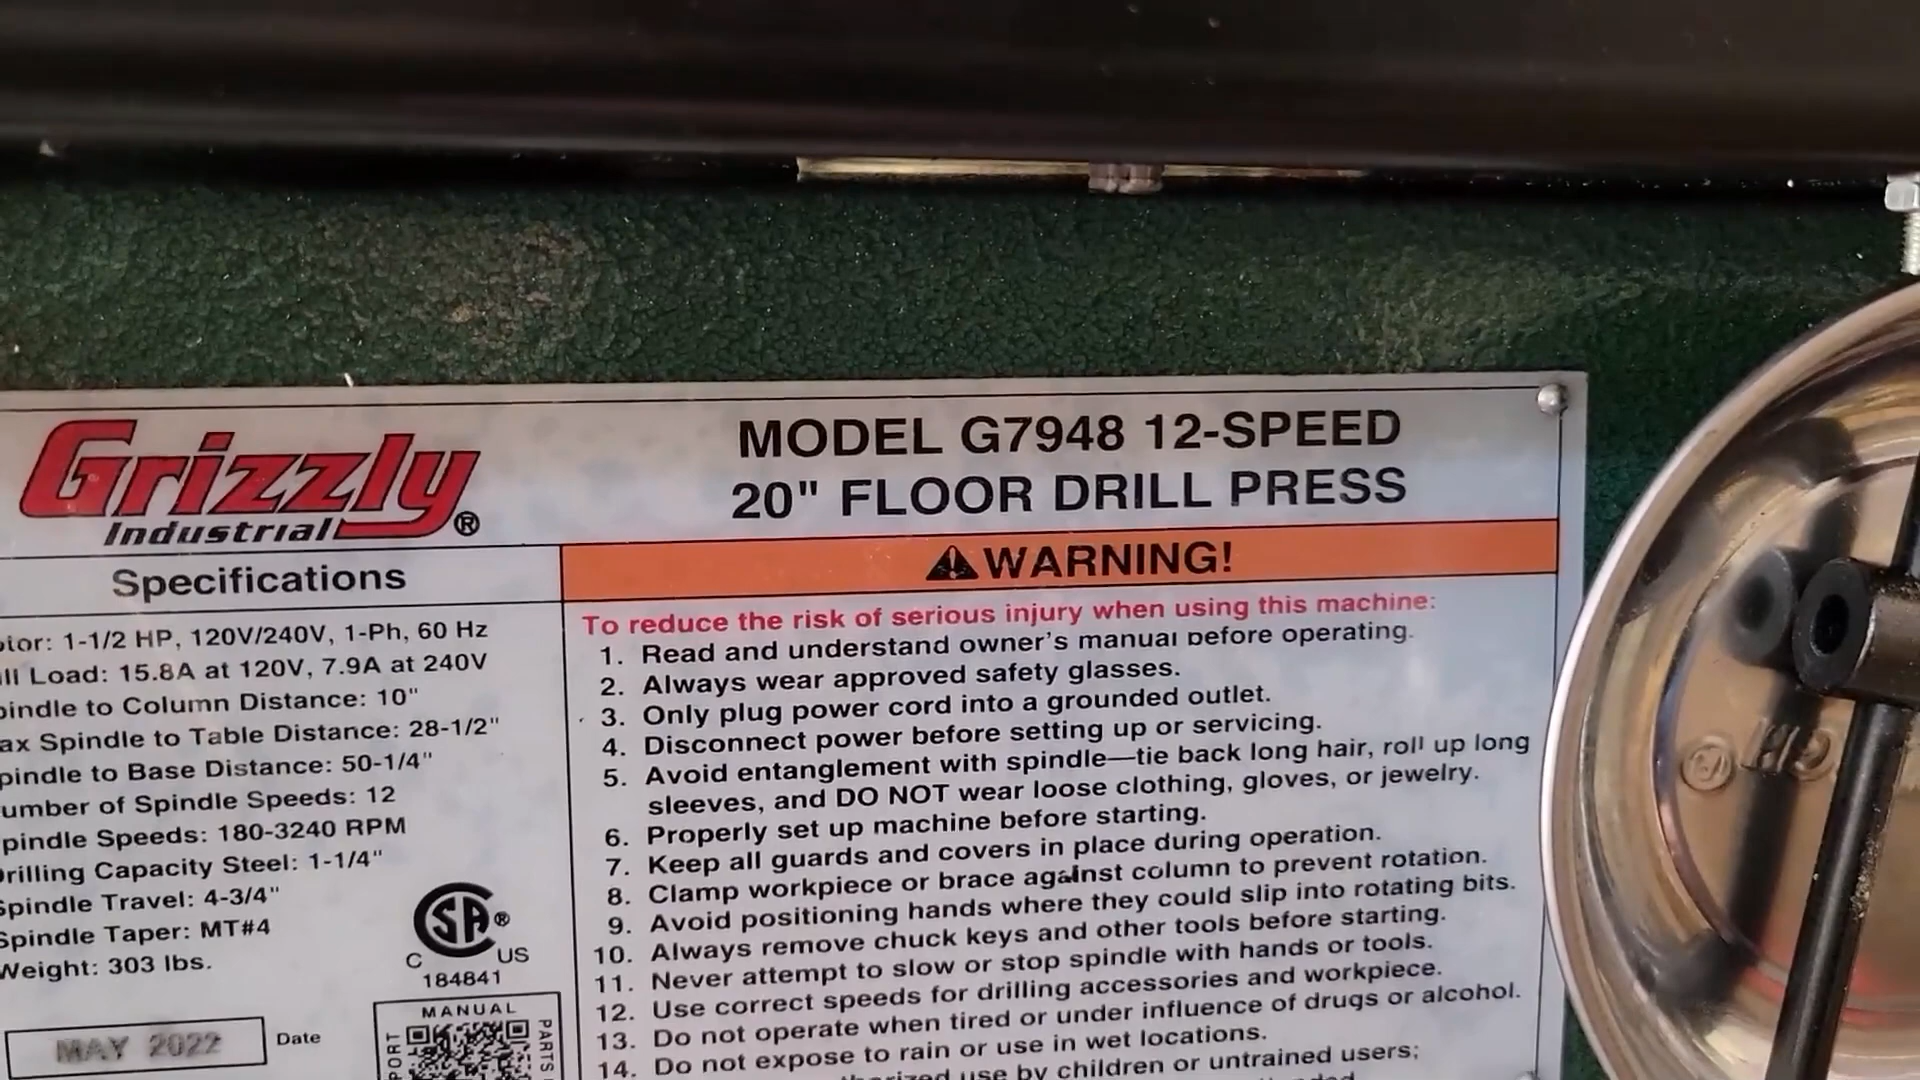 Grizzly®
Industrial
MODEL G7948 12-SPEED
20" FLOOR DRILL PRESS
Specifications
otor: 1-1/2 HP, 120V/240V, 1-Ph, 60 Hz
ll Load: 15.8A at 120V, 7.9A at 240V
pindle to Column Distance: 10"
ax Spindle to Table Distance: 28-1/2"
pindle to Base Distance: 50-1/4"
umber of Spindle Speeds: 12
pindle Speeds: 180-3240 RPM
rilling Capacity Steel: 1-1/4"
Spindle Travel: 4-3/4"
Spindle Taper: MT#4
Weight: 303 lbs.
SA®
C US
184841
MANUAL
PORT
PARTS
MAY 2022
Date
WARNING!
To reduce the risk of serious injury when using this machine:
1. Read and understand owner's manual before operating.
2. Always wear approved safety glasses.
3. Only plug power cord into a grounded outlet.
4. Disconnect power before setting up or servicing.
5. Avoid entanglement with spindle—tie back long hair, roll up long
sleeves, and DO NOT wear loose clothing, gloves, or jewelry.
6. Properly set up machine before starting.
7. Keep all guards and covers in place during operation.
8. Clamp workpiece or brace against column to prevent rotation.
9. Avoid positioning hands where they could slip into rotating bits.
10. Always remove chuck keys and other tools before starting.
11. Never attempt to slow or stop spindle with hands or tools.
12. Use correct speeds for drilling accessories and workpiece.
13. Do not operate when tired or under influence of drugs or alcohol.
14. Do not expose to rain or use in wet locations.
use by children or untrained users;